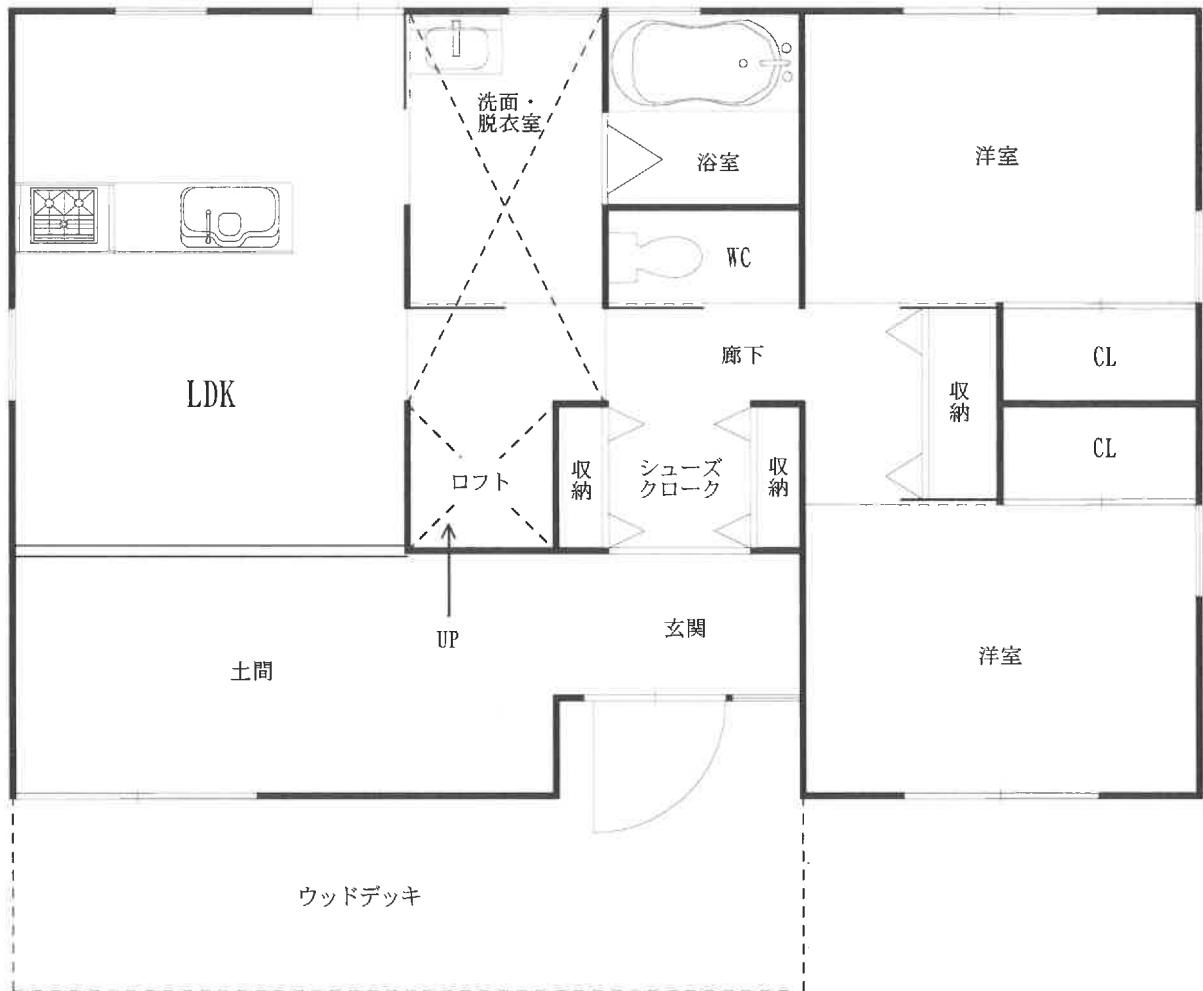 洗面・
脱衣室
浴室
洋室
WC
LDK
廊下
収納
CL
CL
ロフト
収納
シューズ
クローク
収納
UP
玄関
土間
洋室
ウッドデッキ